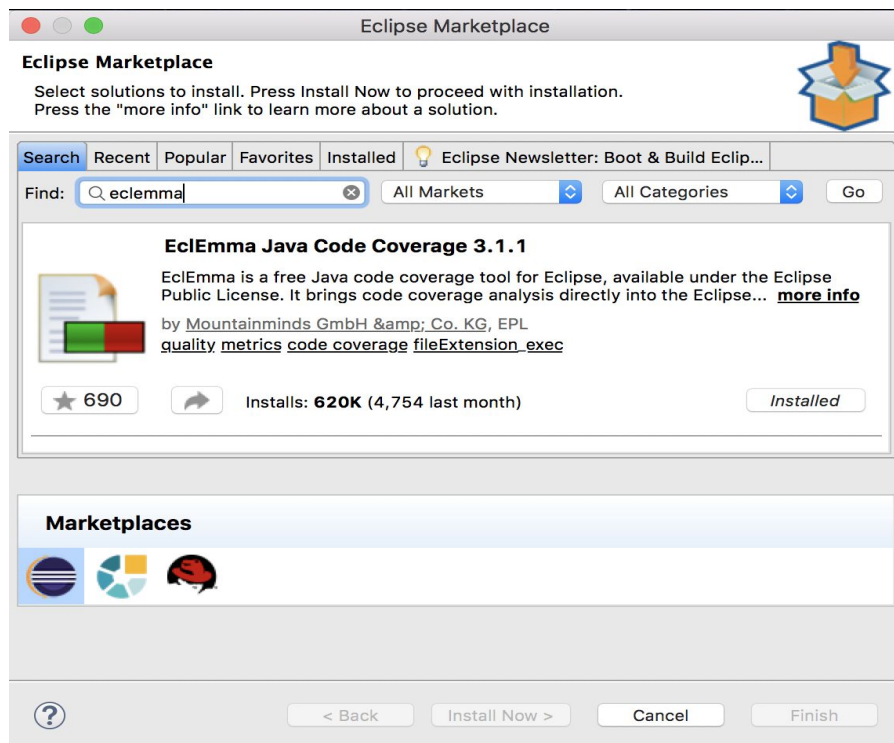 Eclipse Marketplace
Eclipse Marketplace
Select solutions to install. Press Install Now to proceed with installation.
Press the "more info" link to learn more about a solution.
Search Recent Popular Favorites Installed Eclipse Newsletter: Boot & Build Eclip...
Find: eclemma All Markets All Categories Go
EclEmma Java Code Coverage 3.1.1
EclEmma is a free Java code coverage tool for Eclipse, available under the Eclipse
Public License. It brings code coverage analysis directly into the Eclipse... more info
by Mountainminds GmbH &amp; Co. KG, EPL
quality metrics code coverage fileExtension_exec
690 Installs: 620K (4,754 last month) Installed
Marketplaces
? < Back Install Now > Cancel Finish